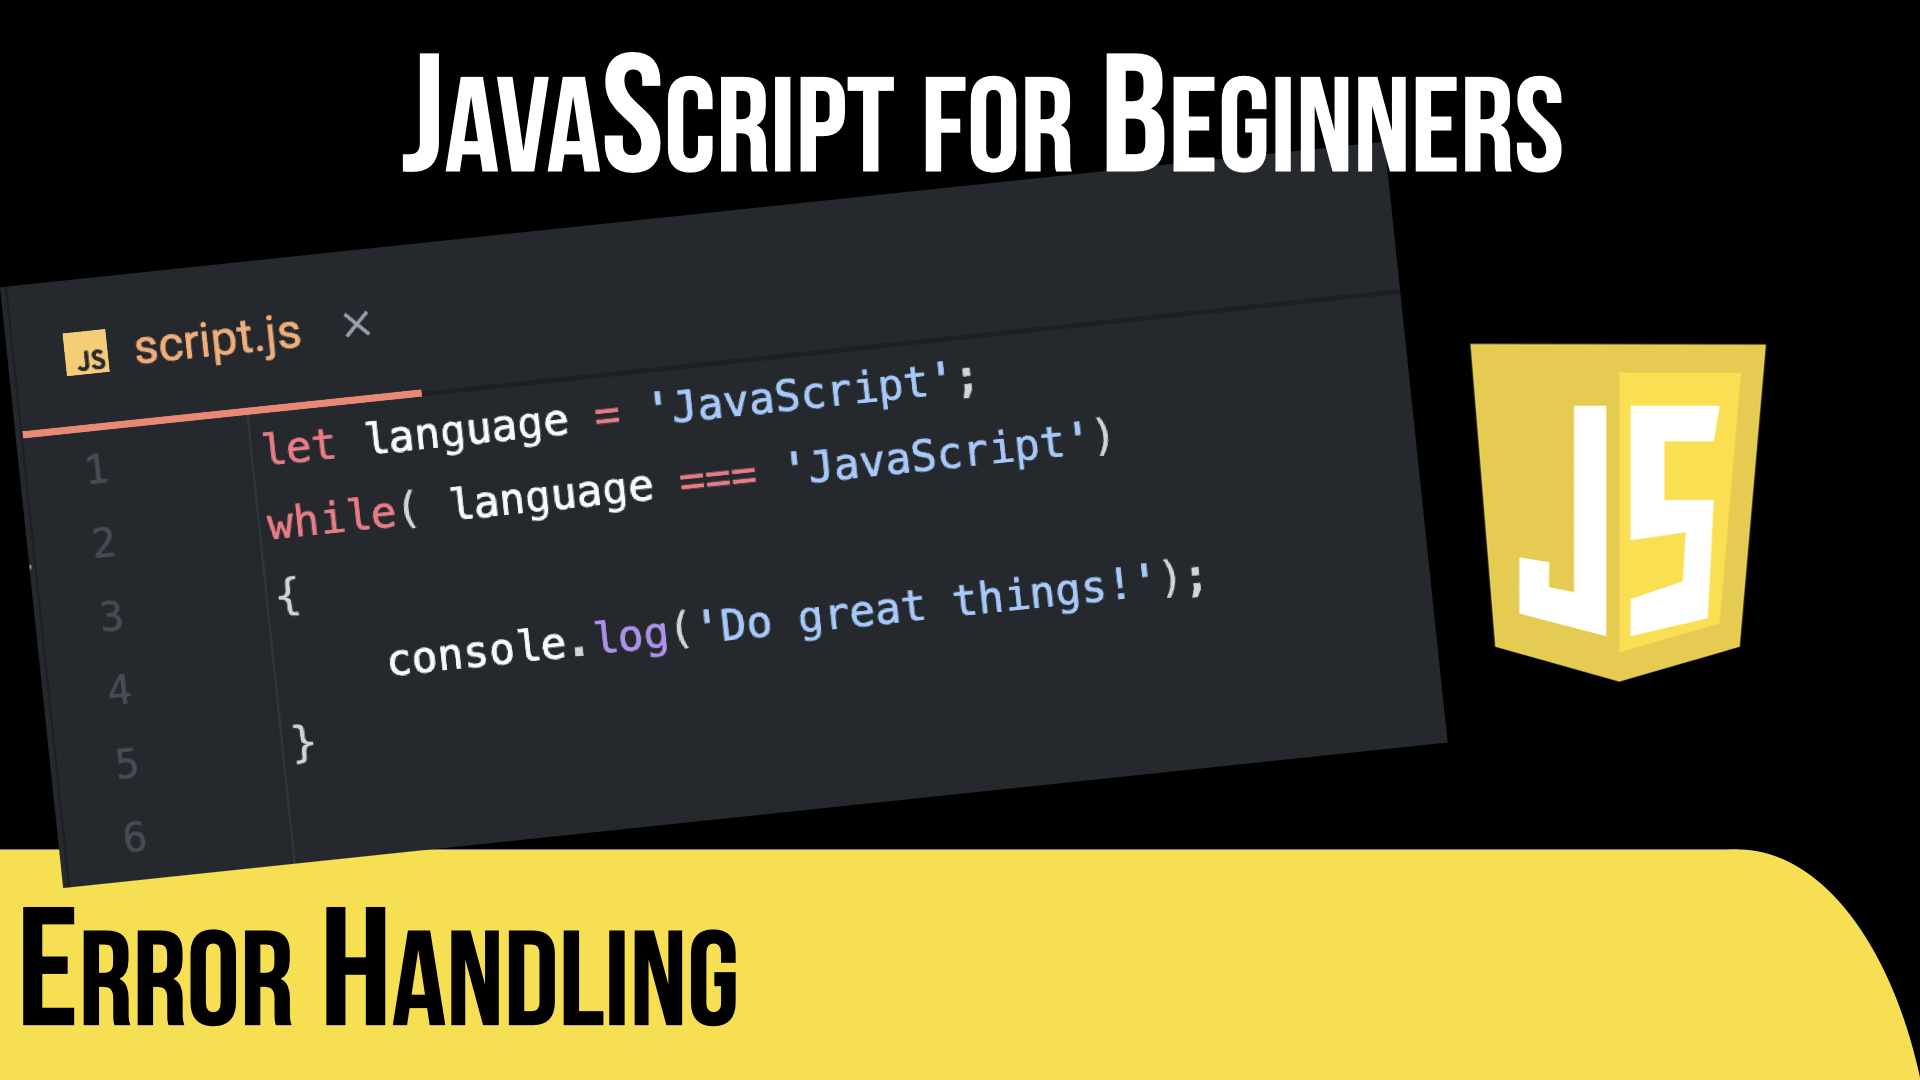 JavaScript for Beginners
JS script.js ×
1 let language = 'JavaScript';
2 while( language === 'JavaScript')
3 {
4 console.log('Do great things!');
5 }
6
JS
Error Handling